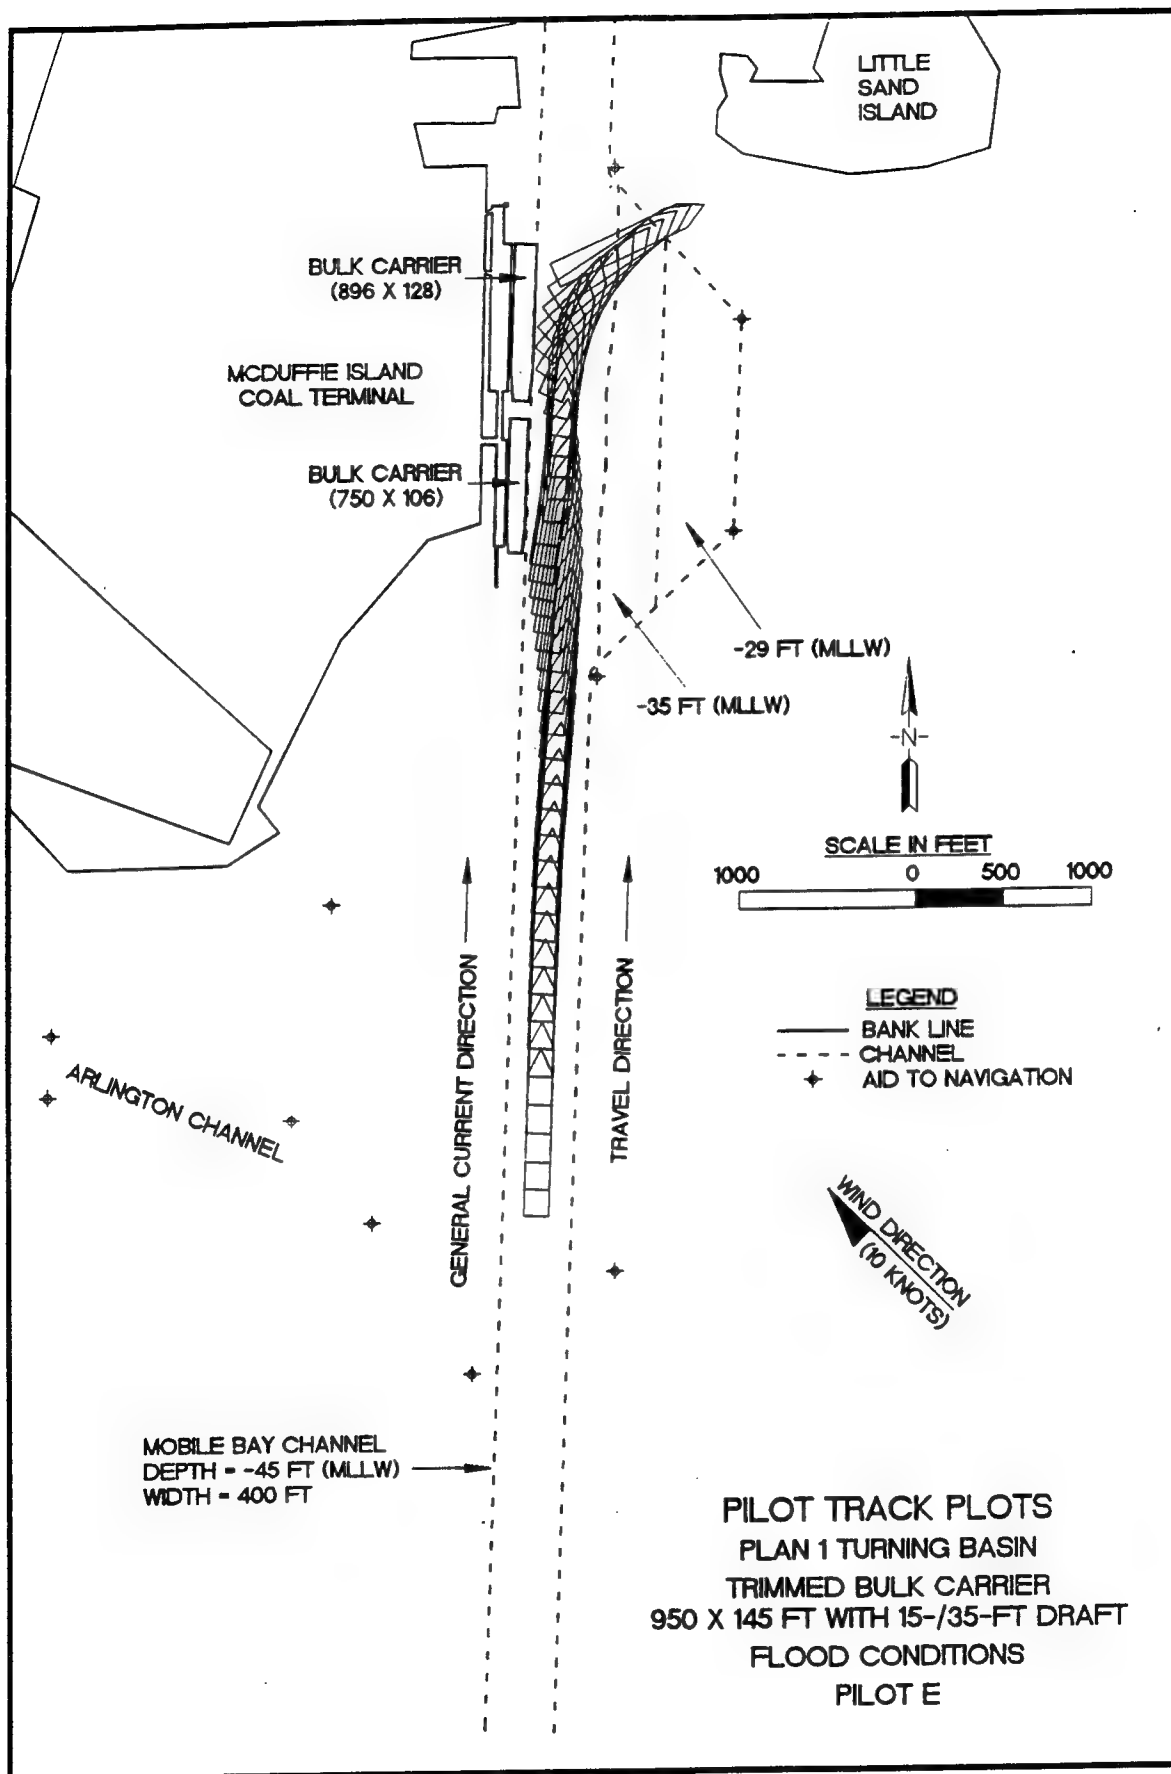 LITTLE
SAND
ISLAND
BULK CARRIER
(896 X 128)
MCDUFFIE ISLAND
COAL TERMINAL
BULK CARRIER
(750 X 106)
-29 FT (MLLW)
-35 FT (MLLW)
-N-
SCALE IN FEET
1000 0 500 1000
GENERAL CURRENT DIRECTION
TRAVEL DIRECTION
LEGEND
BANK LINE
CHANNEL
AID TO NAVIGATION
ARLINGTON CHANNEL
WIND DIRECTION
(10 KNOTS)
MOBILE BAY CHANNEL
DEPTH = -45 FT (MLLW)
WIDTH = 400 FT
PILOT TRACK PLOTS
PLAN 1 TURNING BASIN
TRIMMED BULK CARRIER
950 X 145 FT WITH 15-/35-FT DRAFT
FLOOD CONDITIONS
PILOT E